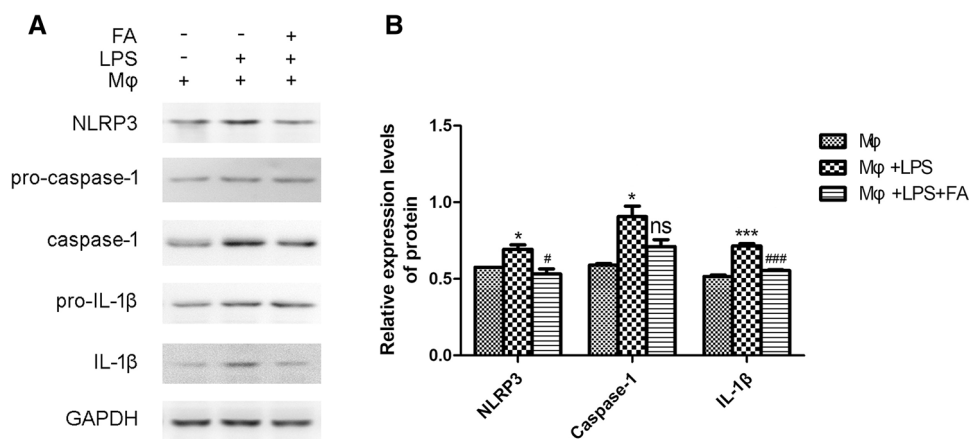 A
FA - - +
LPS - + +
Mφ + + +
NLRP3
pro-caspase-1
caspase-1
pro-IL-1β
IL-1β
GAPDH
B
Relative expression levels
of protein
1.5
1.0
0.5
0.0
* #
* ns
*** ###
NLRP3
Caspase-1
IL-1β
Mφ
Mφ +LPS
Mφ +LPS+FA